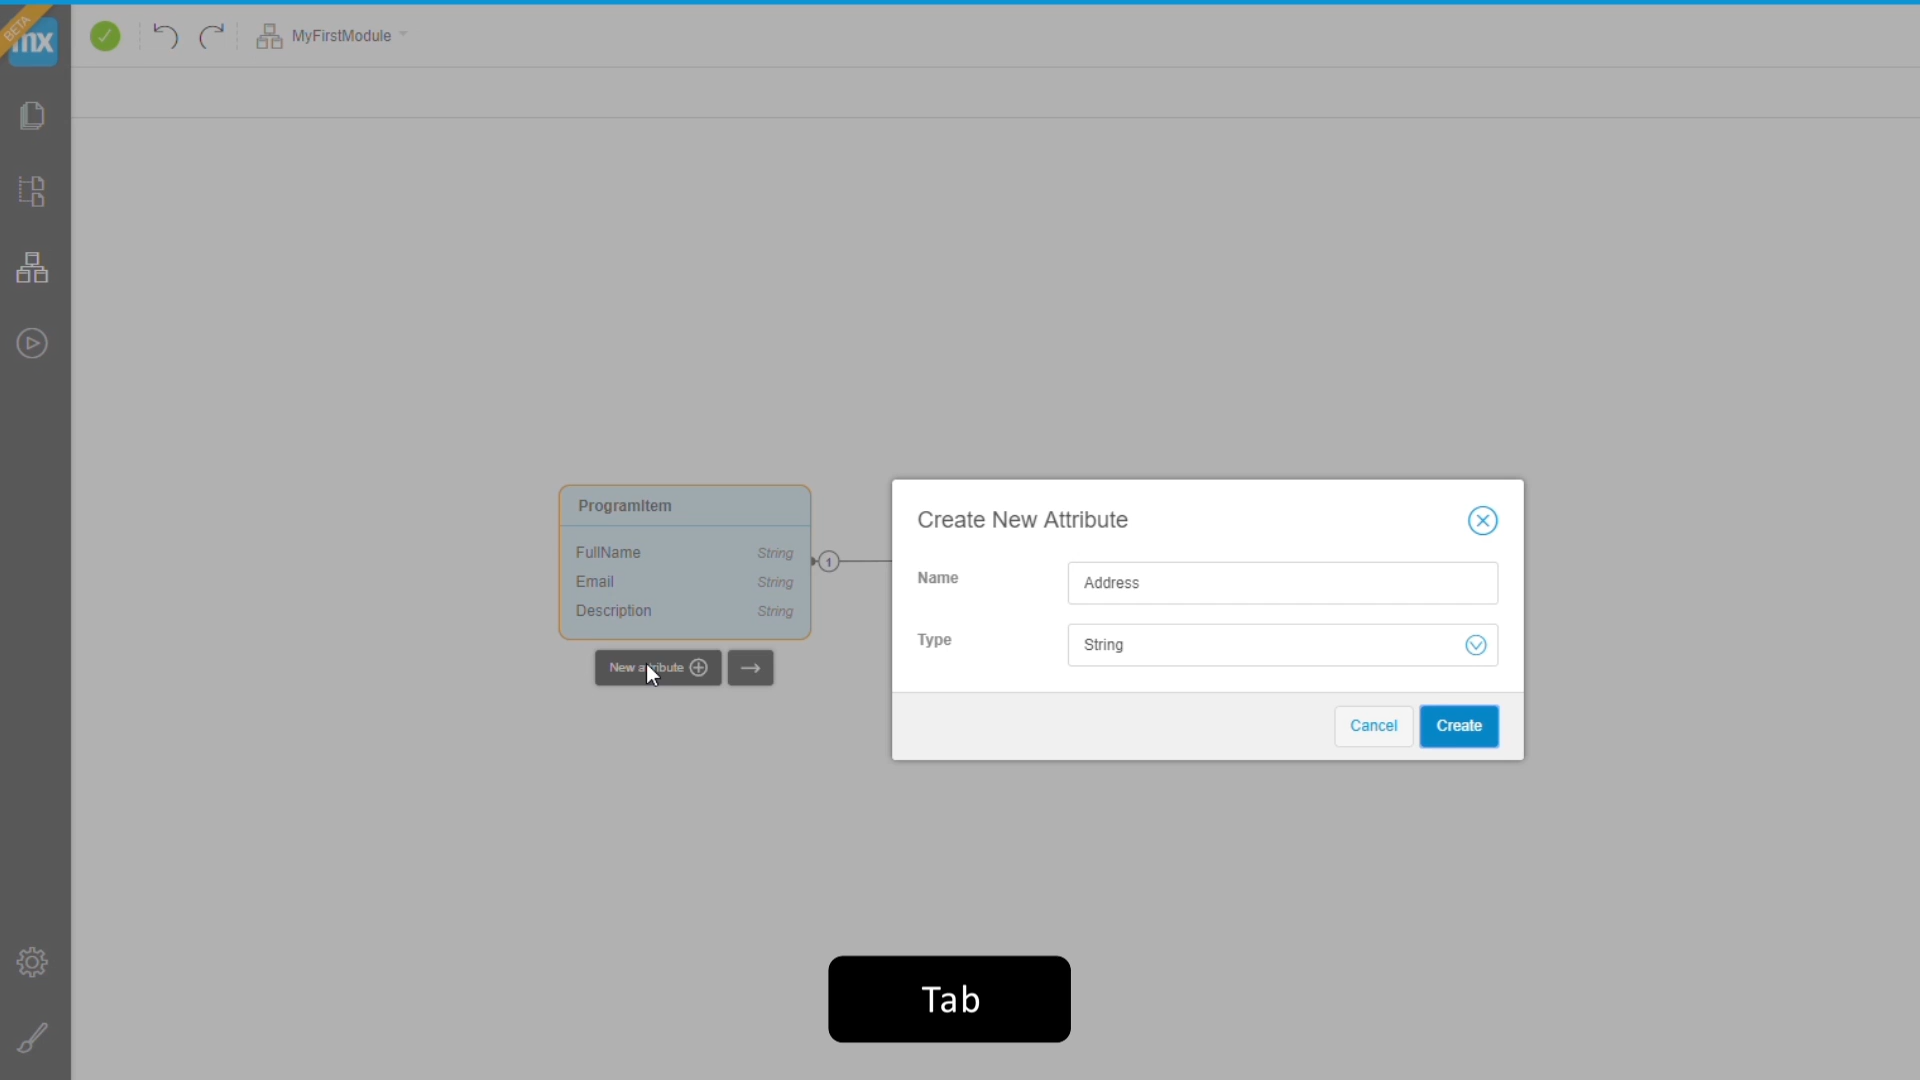 BETA
mx
MyFirstModule
ProgramItem
FullName String
Email String
Description String
1
New attribute
Create New Attribute
Name Address
Type String
Cancel Create
Tab